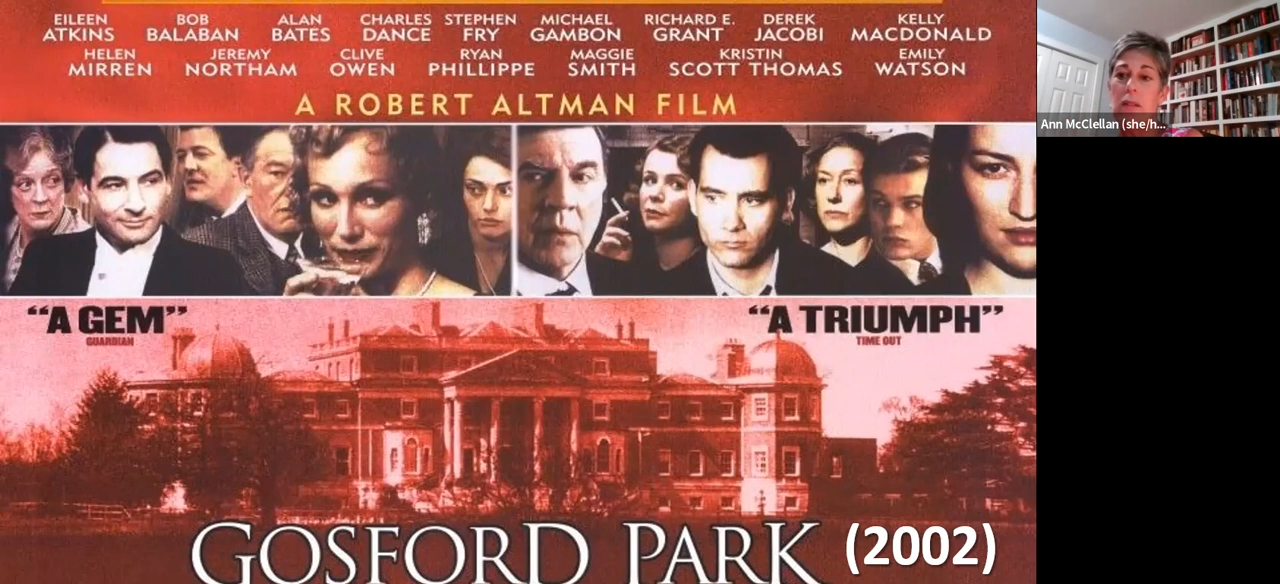 EILEEN ATKINS BOB BALABAN ALAN BATES CHARLES DANCE STEPHEN FRY MICHAEL GAMBON RICHARD E. GRANT DEREK JACOBI KELLY MACDONALD
HELEN MIRREN JEREMY NORTHAM CLIVE OWEN RYAN PHILLIPPE MAGGIE SMITH KRISTIN SCOTT THOMAS EMILY WATSON
A ROBERT ALTMAN FILM
Ann McClellan (she/h...
“A GEM”
GUARDIAN
“A TRIUMPH”
TIME OUT
GOSFORD PARK (2002)